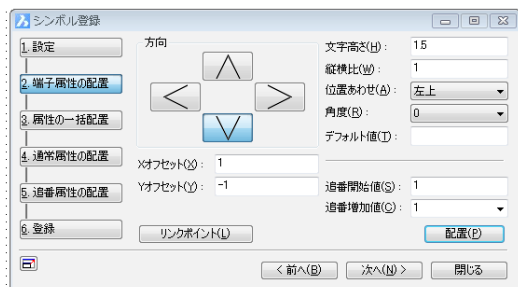 シンボル登録
1. 設定
2. 端子属性の配置
3. 属性の一括配置
4. 通常属性の配置
5. 追番属性の配置
6. 登録
方向
Xオフセット(X) : 1
Yオフセット(Y) : -1
リンクポイント(L)
文字高さ(H) : 1.5
縦横比(W) : 1
位置あわせ(A) : 左上
角度(R) : 0
デフォルト値(T) :
追番開始値(S) : 1
追番増加値(C) : 1
配置(P)
< 前へ(B)
次へ(N) >
閉じる